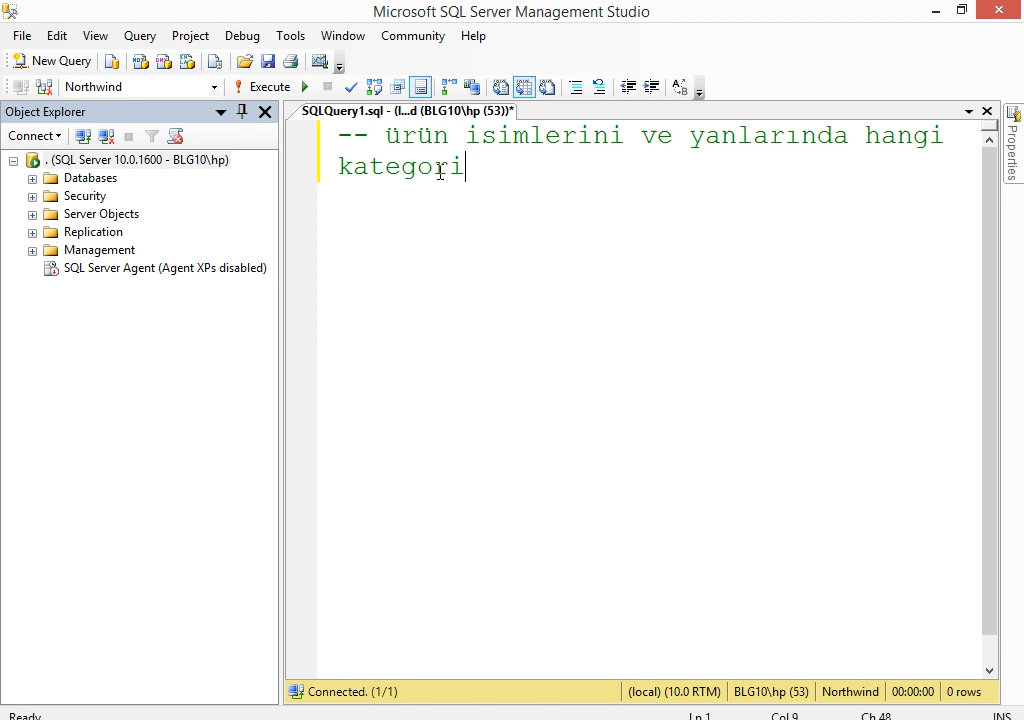 Microsoft SQL Server Management Studio
File Edit View Query Project Debug Tools Window Community Help
New Query
Northwind Execute
Object Explorer
SQLQuery1.sql - (l...d (BLG10\hp (53))*
Connect
. (SQL Server 10.0.1600 - BLG10\hp)
Databases
Security
Server Objects
Replication
Management
SQL Server Agent (Agent XPs disabled)
-- ürün isimlerini ve yanlarında hangi
kategori
Properties
Connected. (1/1) (local) (10.0 RTM) BLG10\hp (53) Northwind 00:00:00 0 rows
Ready Ln 1 Col 9 Ch 48 INS